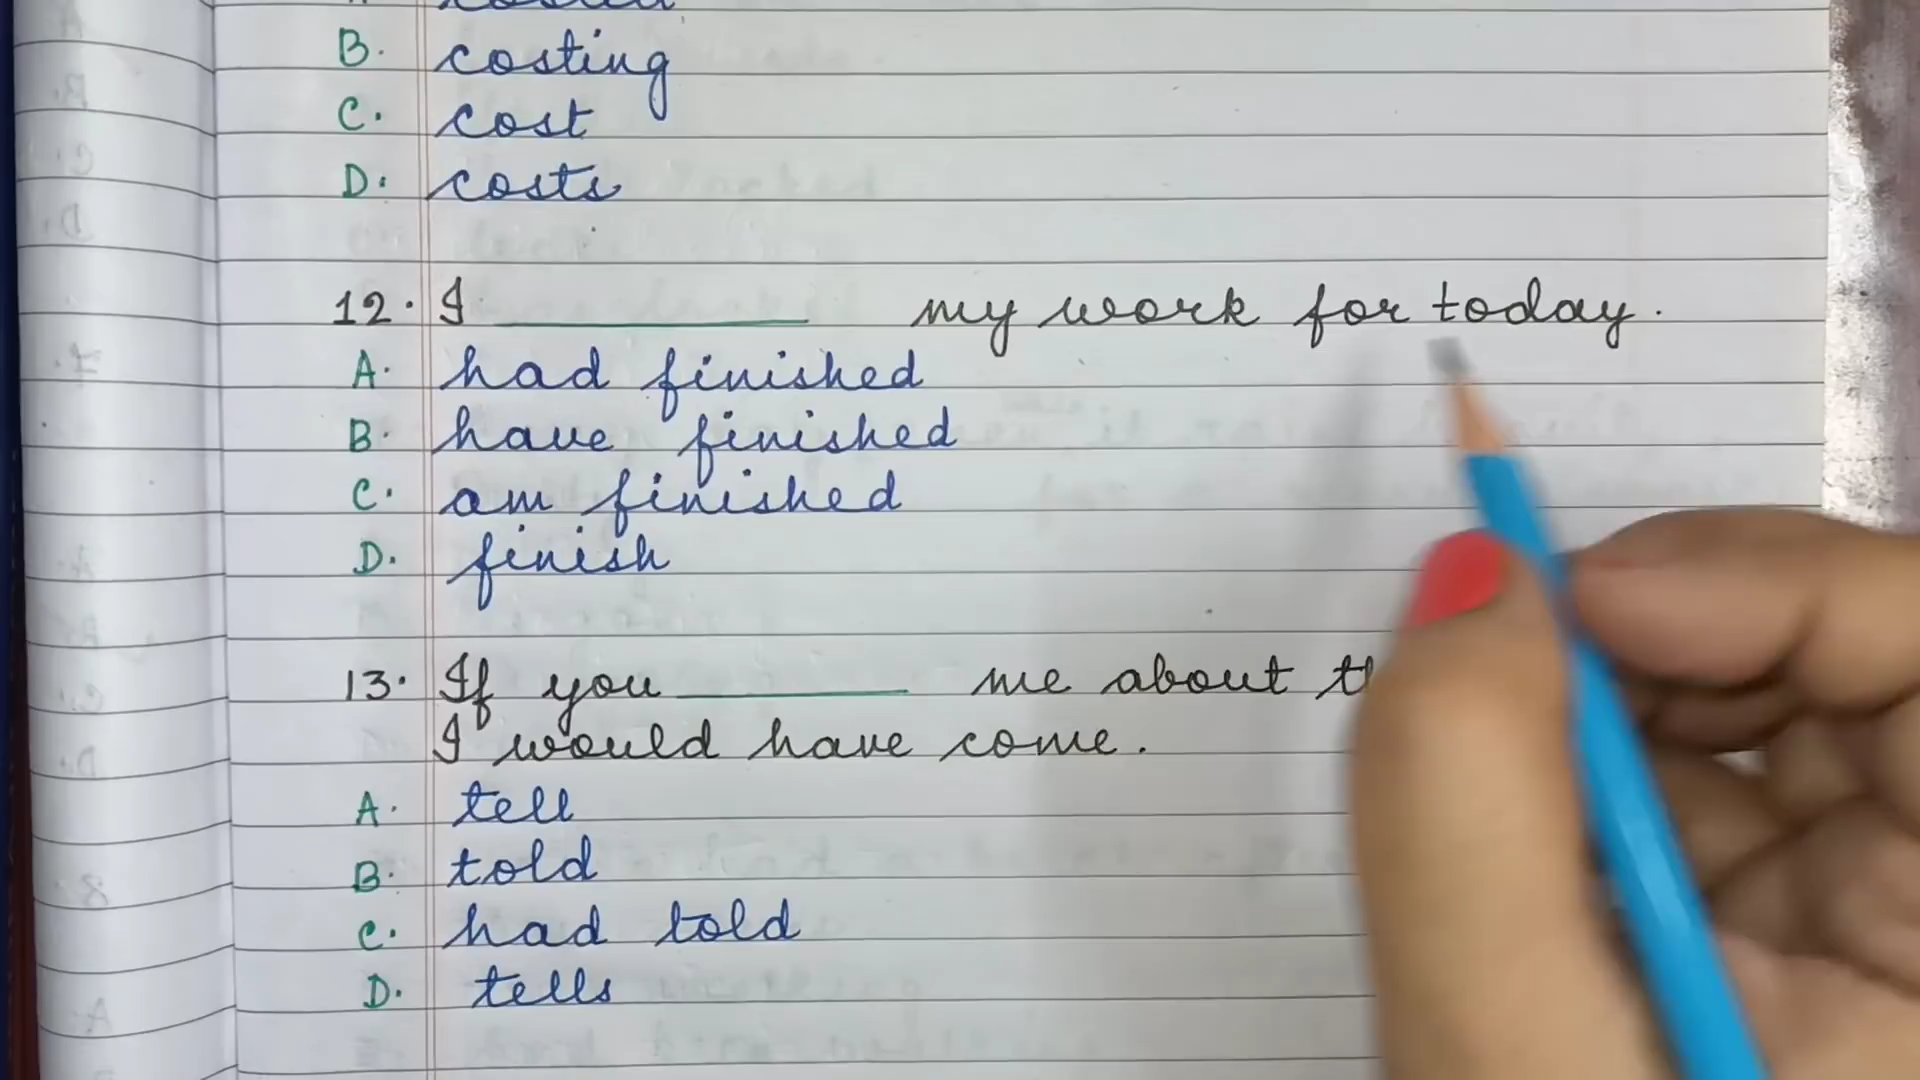 B. costing
C. cost
D. costs
12. I __________ my work for today.
A. had finished
B. have finished
C. am finished
D. finish
13. If you ________ me about
I would have come.
A. tell
B. told
C. had told
D. tells